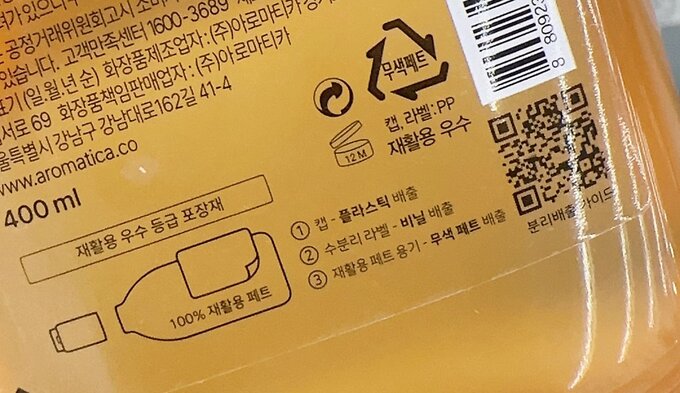 공정거래위원회고시 소비
있습니다. 고객만족센터 1600-3689
표기 (일.월.년 순) 화장품제조업자: (주)아로마티카
서로 69 화장품책임판매업자: (주)아로마티카
울특별시 강남구 강남대로162길 41-4
www.aromatica.co
400 ml
무색페트
캡, 라벨: PP
재활용 우수
12M
8 80923
분리배출 가이드
재활용 우수 등급 포장재
100% 재활용 페트
① 캡 - 플라스틱 배출
② 수분리 라벨 - 비닐 배출
③ 재활용 페트 용기 - 무색 페트 배출